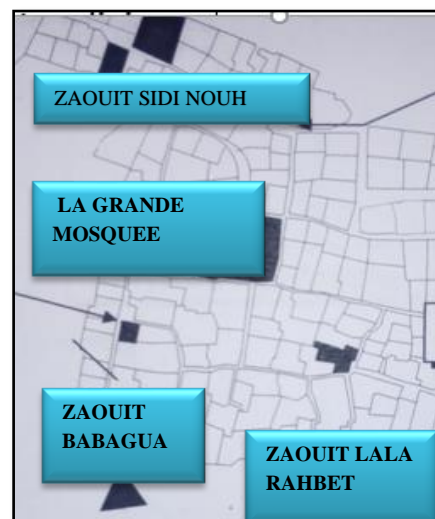 ZAOUIT SIDI NOUH
LA GRANDE
MOSQUEE
ZAOUIT
BABAGUA
ZAOUIT LALA
RAHBET